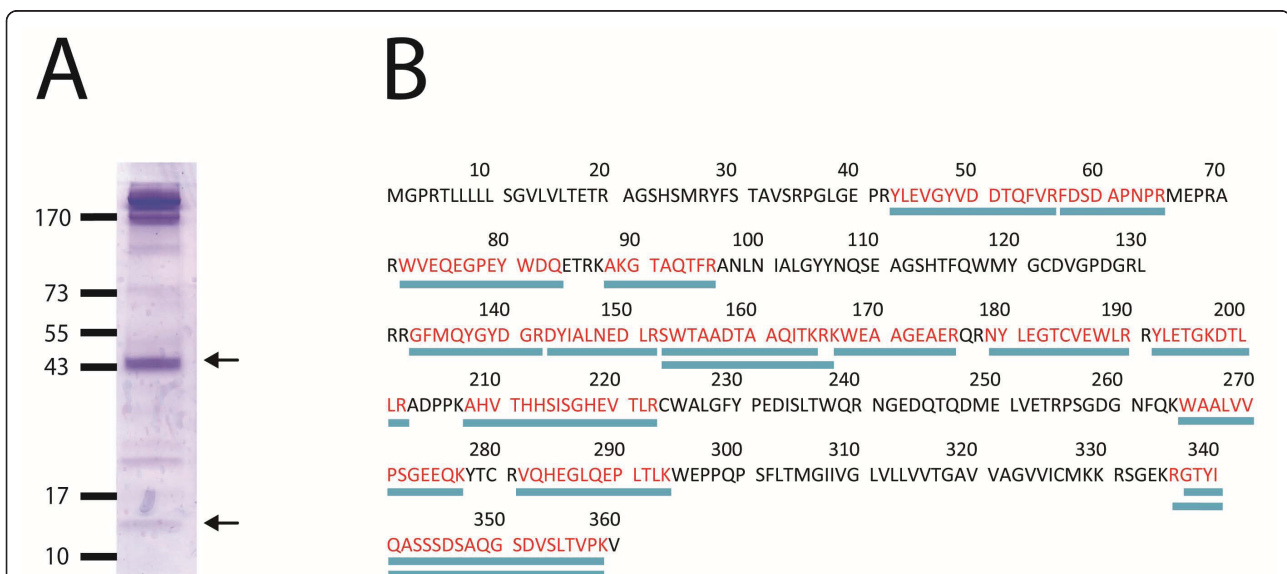 A
B
170
73
55
43
17
10
10 20 30 40 50 60 70
MGPRTLLLLL SGVLVLTETR AGSHSMRYFS TAVSRPGLGE PRYLEVGYVD DTQFVRFDSD APNPRMEPRA
80 90 100 110 120 130
RWVEQEGPEY WDQETRKAKG TAQTFRANLN IALGYYNQSE AGSHTFQWMY GCDVGPDGRL
140 150 160 170 180 190 200
RRGFMQYGYDG RDYIALNEDL RSWTAADTA AQITKRKWEA AGEAERQRNY LEGTCVEWLR RYLETGKDTL
210 220 230 240 250 260 270
LRADPPKAHV THHSISGHEV TLRCWALGFY PEDISLTWQR NGEDQTQDME LVETRPSGDG NFQKWAALVV
280 290 300 310 320 330 340
PSGEEQKYTC RVQHEGLQEP LTLKWEPPQP SFLTMGIIVG LVLLVVTGAV VAGVVICMKK RSGEKRGTYI
350 360
QASSSDSAQG SDVSLTVPKV